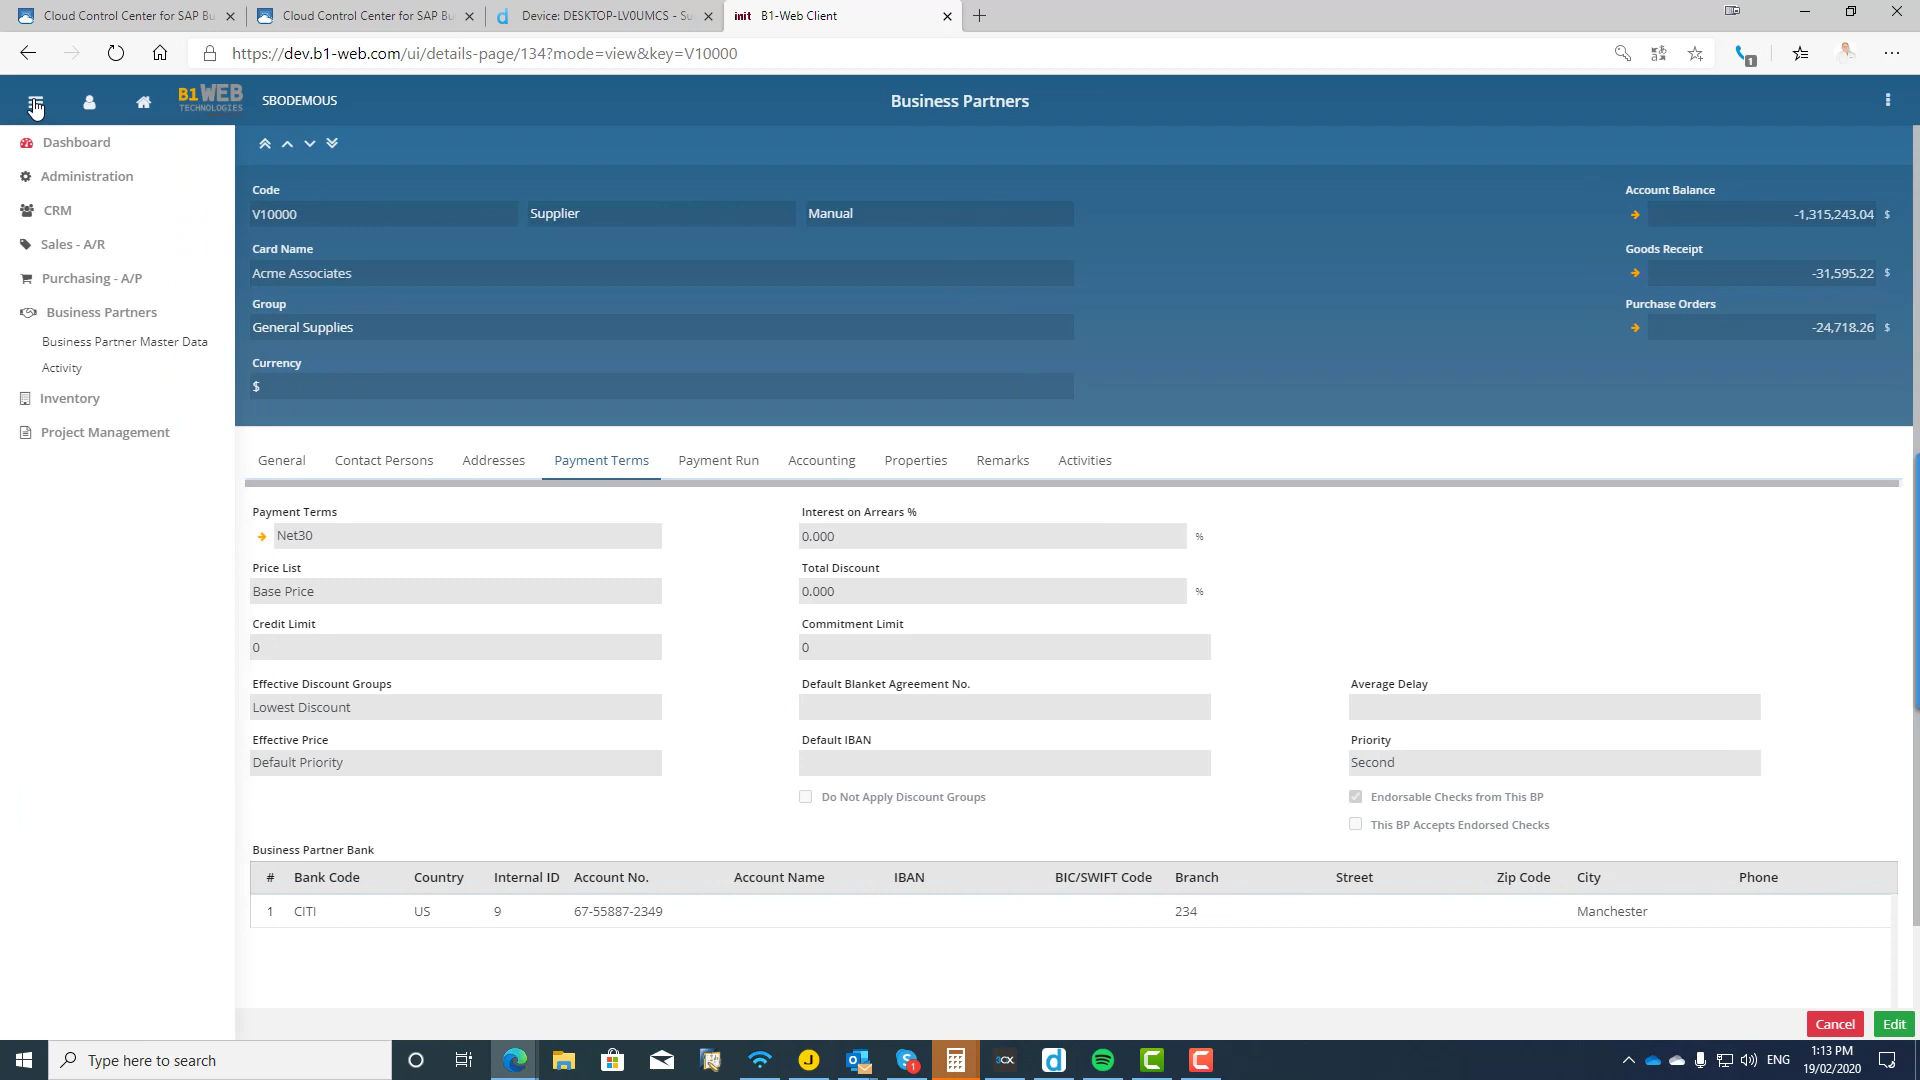 Cloud Control Center for SAP Bu
Cloud Control Center for SAP Bu
Device: DESKTOP-LV0UMCS - Su
init B1-Web Client
https://dev.b1-web.com/ui/details-page/134?mode=view&key=V10000
1
B1WEB TECHNOLOGIES
SBODEMOUS
Business Partners
Dashboard
Administration
CRM
Sales - A/R
Purchasing - A/P
Business Partners
Business Partner Master Data
Activity
Inventory
Project Management
Code
V10000 Supplier Manual
Card Name
Acme Associates
Group
General Supplies
Currency
$
Account Balance
-1,315,243.04 $
Goods Receipt
-31,595.22 $
Purchase Orders
-24,718.26 $
General Contact Persons Addresses Payment Terms Payment Run Accounting Properties Remarks Activities
Payment Terms Interest on Arrears %
Net30 0.000 %
Price List Total Discount
Base Price 0.000 %
Credit Limit Commitment Limit
0 0
Effective Discount Groups Default Blanket Agreement No. Average Delay
Lowest Discount
Effective Price Default IBAN Priority
Default Priority Second
Do Not Apply Discount Groups Endorsable Checks from This BP
This BP Accepts Endorsed Checks
Business Partner Bank
# Bank Code Country Internal ID Account No. Account Name IBAN BIC/SWIFT Code Branch Street Zip Code City Phone
1 CITI US 9 67-55887-2349 234 Manchester
Cancel Edit
Type here to search
J
1
3CX
d
ENG
1:13 PM
19/02/2020